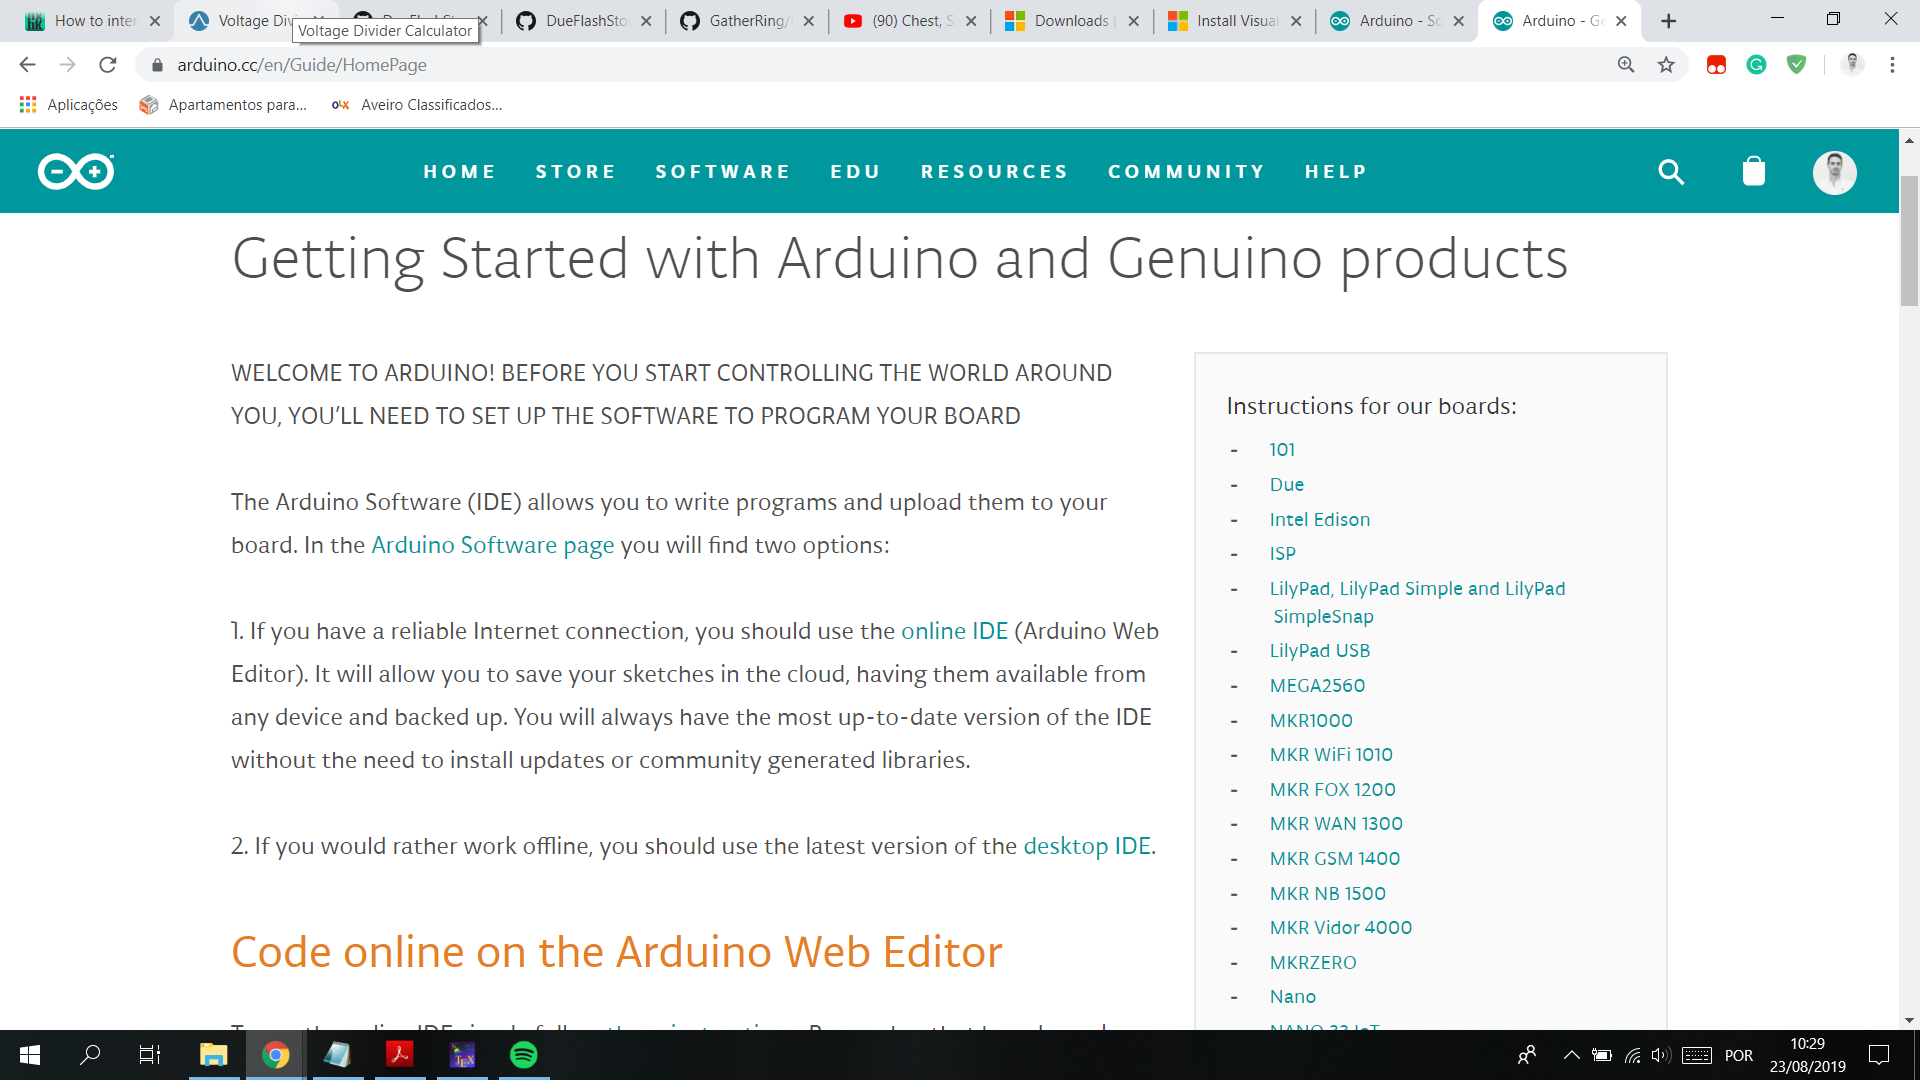 How to inter
Voltage Divi
DueFlashSto
GatherRing/
(90) Chest, S
Downloads |
Install Visual
Arduino - So
Arduino - Ge
Voltage Divider Calculator
arduino.cc/en/Guide/HomePage
Aplicações
Apartamentos para...
OLX
Aveiro Classificados...
HOME
STORE
SOFTWARE
EDU
RESOURCES
COMMUNITY
HELP
Getting Started with Arduino and Genuino products
WELCOME TO ARDUINO! BEFORE YOU START CONTROLLING THE WORLD AROUND
YOU, YOU'LL NEED TO SET UP THE SOFTWARE TO PROGRAM YOUR BOARD
The Arduino Software (IDE) allows you to write programs and upload them to your
board. In the Arduino Software page you will find two options:
1. If you have a reliable Internet connection, you should use the online IDE (Arduino Web
Editor). It will allow you to save your sketches in the cloud, having them available from
any device and backed up. You will always have the most up-to-date version of the IDE
without the need to install updates or community generated libraries.
2. If you would rather work offline, you should use the latest version of the desktop IDE.
Code online on the Arduino Web Editor
Instructions for our boards:
- 101
- Due
- Intel Edison
- ISP
- LilyPad, LilyPad Simple and LilyPad
SimpleSnap
- LilyPad USB
- MEGA2560
- MKR1000
- MKR WiFi 1010
- MKR FOX 1200
- MKR WAN 1300
- MKR GSM 1400
- MKR NB 1500
- MKR Vidor 4000
- MKRZERO
- Nano
NANO 33 IoT
POR
10:29
23/08/2019